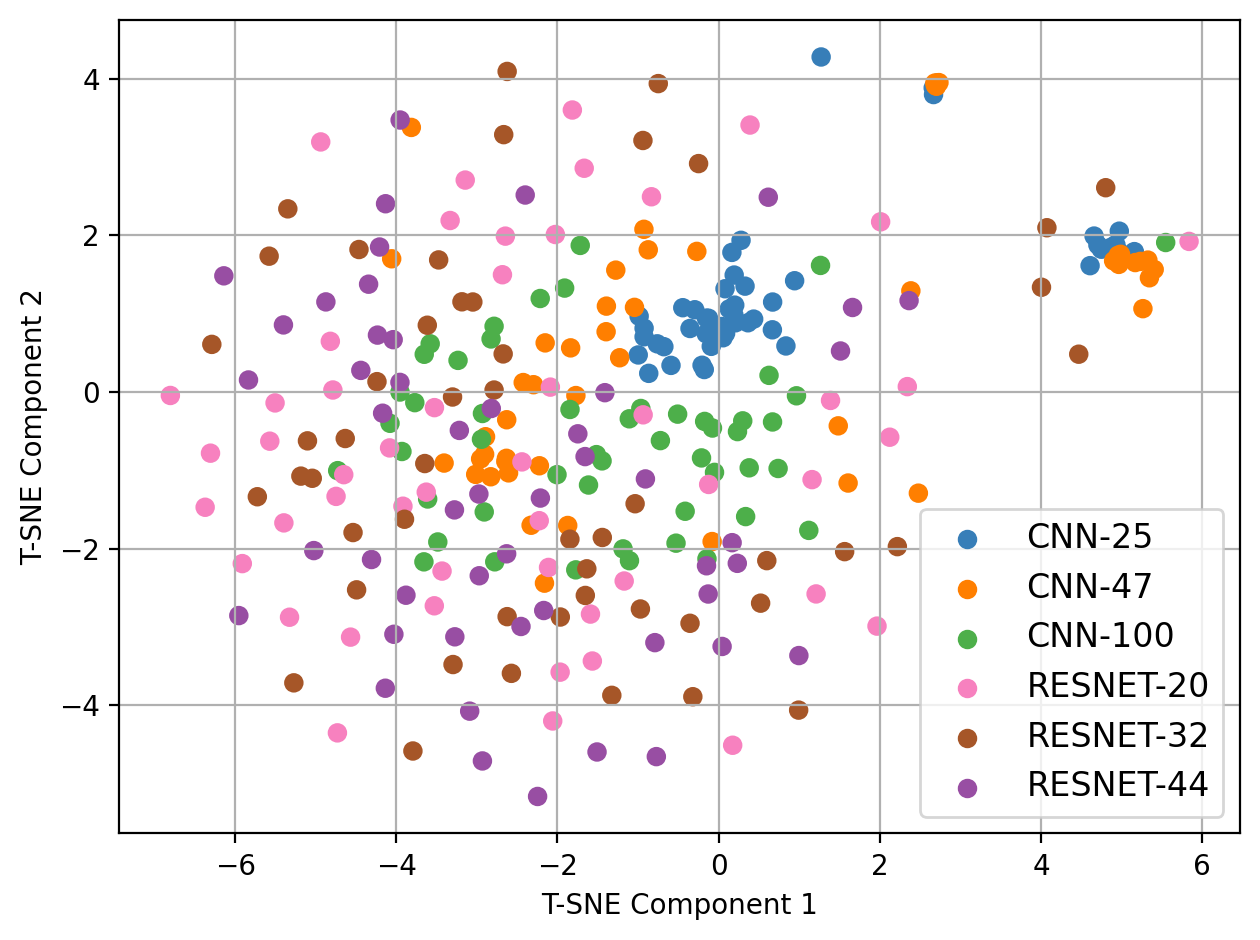 4
2
0
−2
−4
−6
−4
−2
0
2
4
6
T-SNE Component 2
T-SNE Component 1
CNN-25
CNN-47
CNN-100
RESNET-20
RESNET-32
RESNET-44